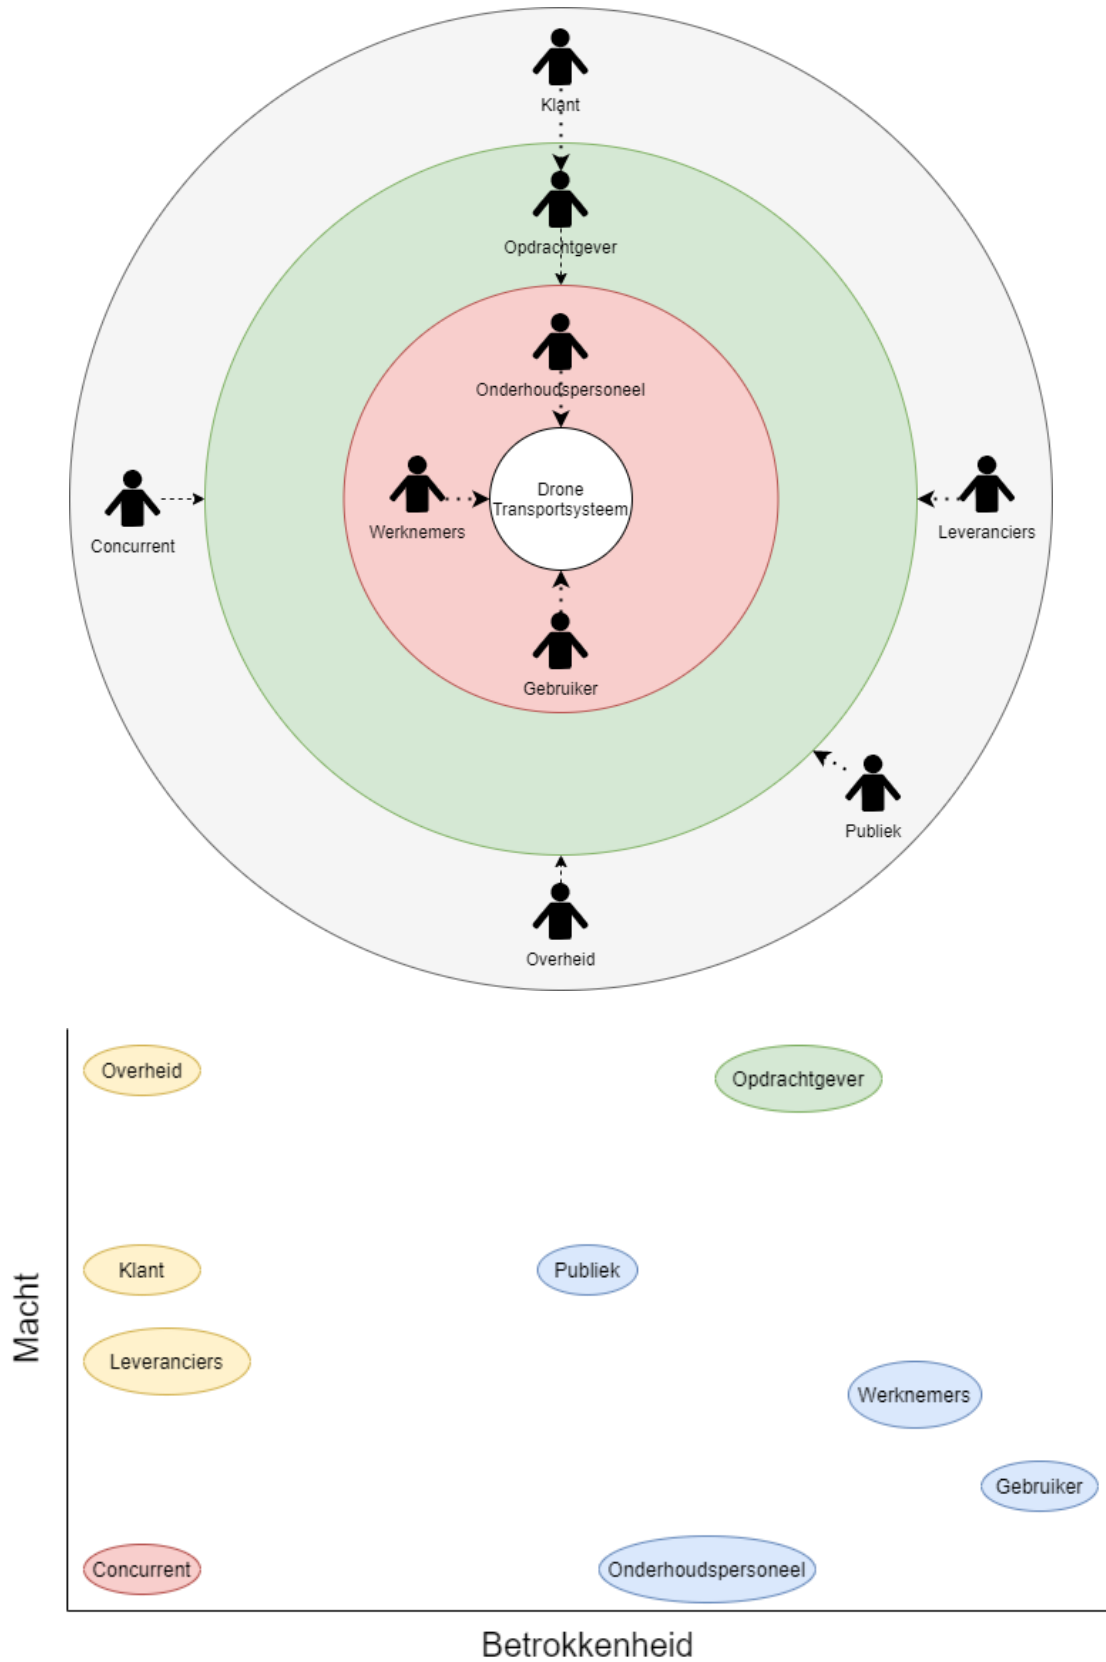 Klant
Opdrachtgever
Onderhoudspersoneel
Drone
Transportsysteem
Werknemers
Concurrent
Leveranciers
Gebruiker
Publiek
Overheid
Overheid
Opdrachtgever
Klant
Publiek
Macht
Leveranciers
Werknemers
Gebruiker
Concurrent
Onderhoudspersoneel
Betrokkenheid